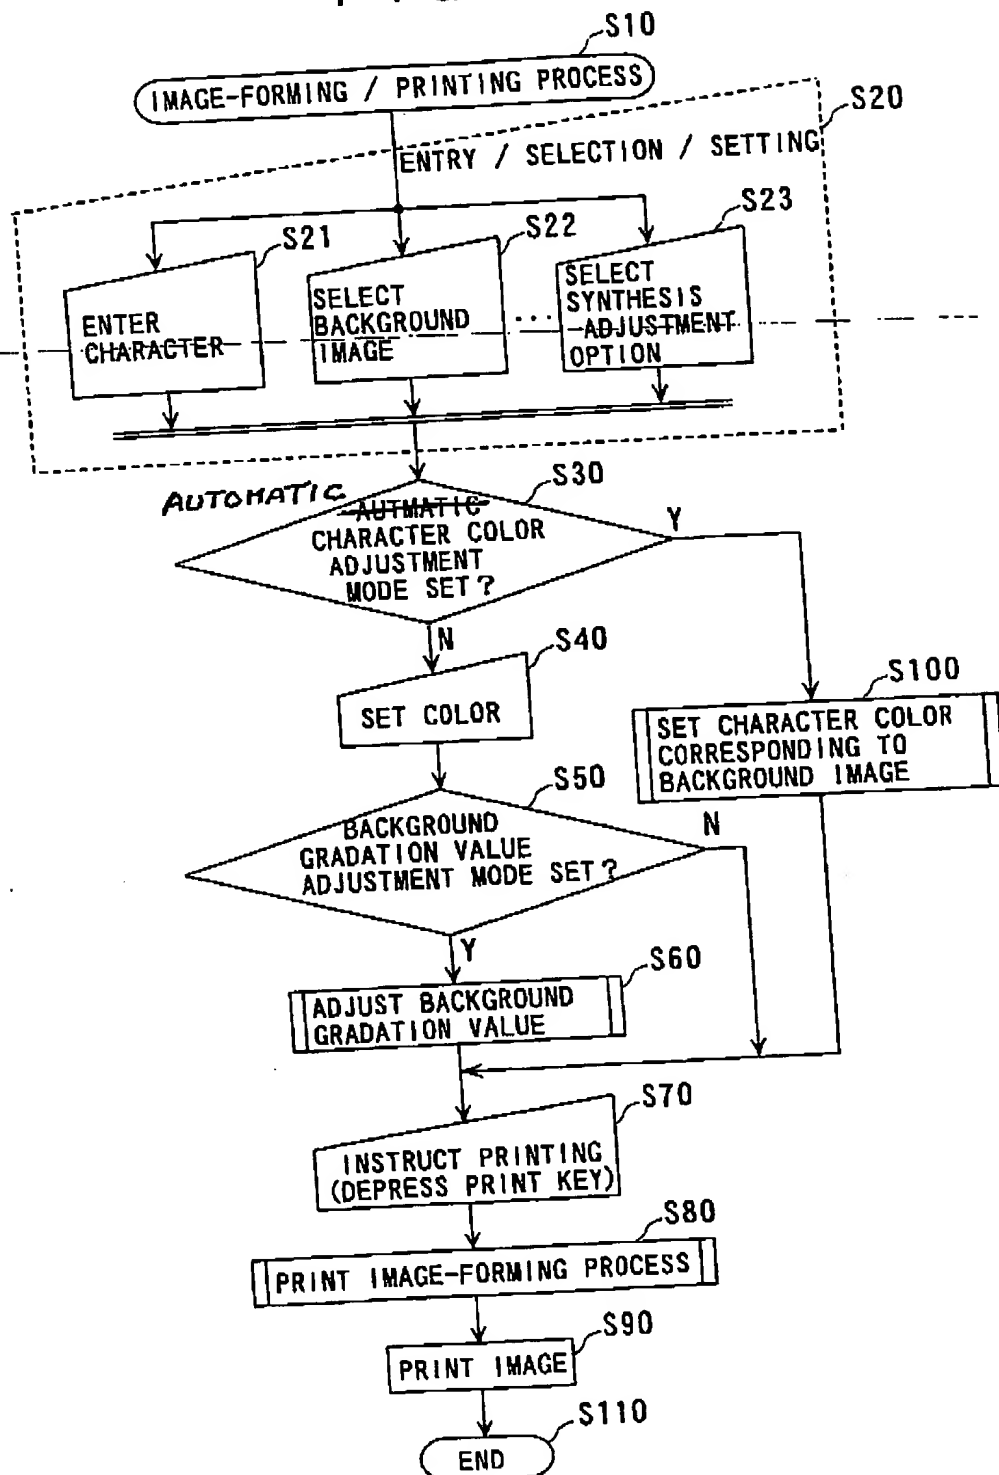 S10
IMAGE-FORMING / PRINTING PROCESS
S20
ENTRY / SELECTION / SETTING
S21
ENTER
CHARACTER
S22
SELECT
BACKGROUND
IMAGE
...
S23
SELECT
SYNTHESIS
ADJUSTMENT
OPTION
S30
AUTOMATIC
AUTMATIC
CHARACTER COLOR
ADJUSTMENT
MODE SET?
Y
N
S40
SET COLOR
S100
SET CHARACTER COLOR
CORRESPONDING TO
BACKGROUND IMAGE
S50
BACKGROUND
GRADATION VALUE
ADJUSTMENT MODE SET?
N
Y
S60
ADJUST BACKGROUND
GRADATION VALUE
S70
INSTRUCT PRINTING
(DEPRESS PRINT KEY)
S80
PRINT IMAGE-FORMING PROCESS
S90
PRINT IMAGE
S110
END